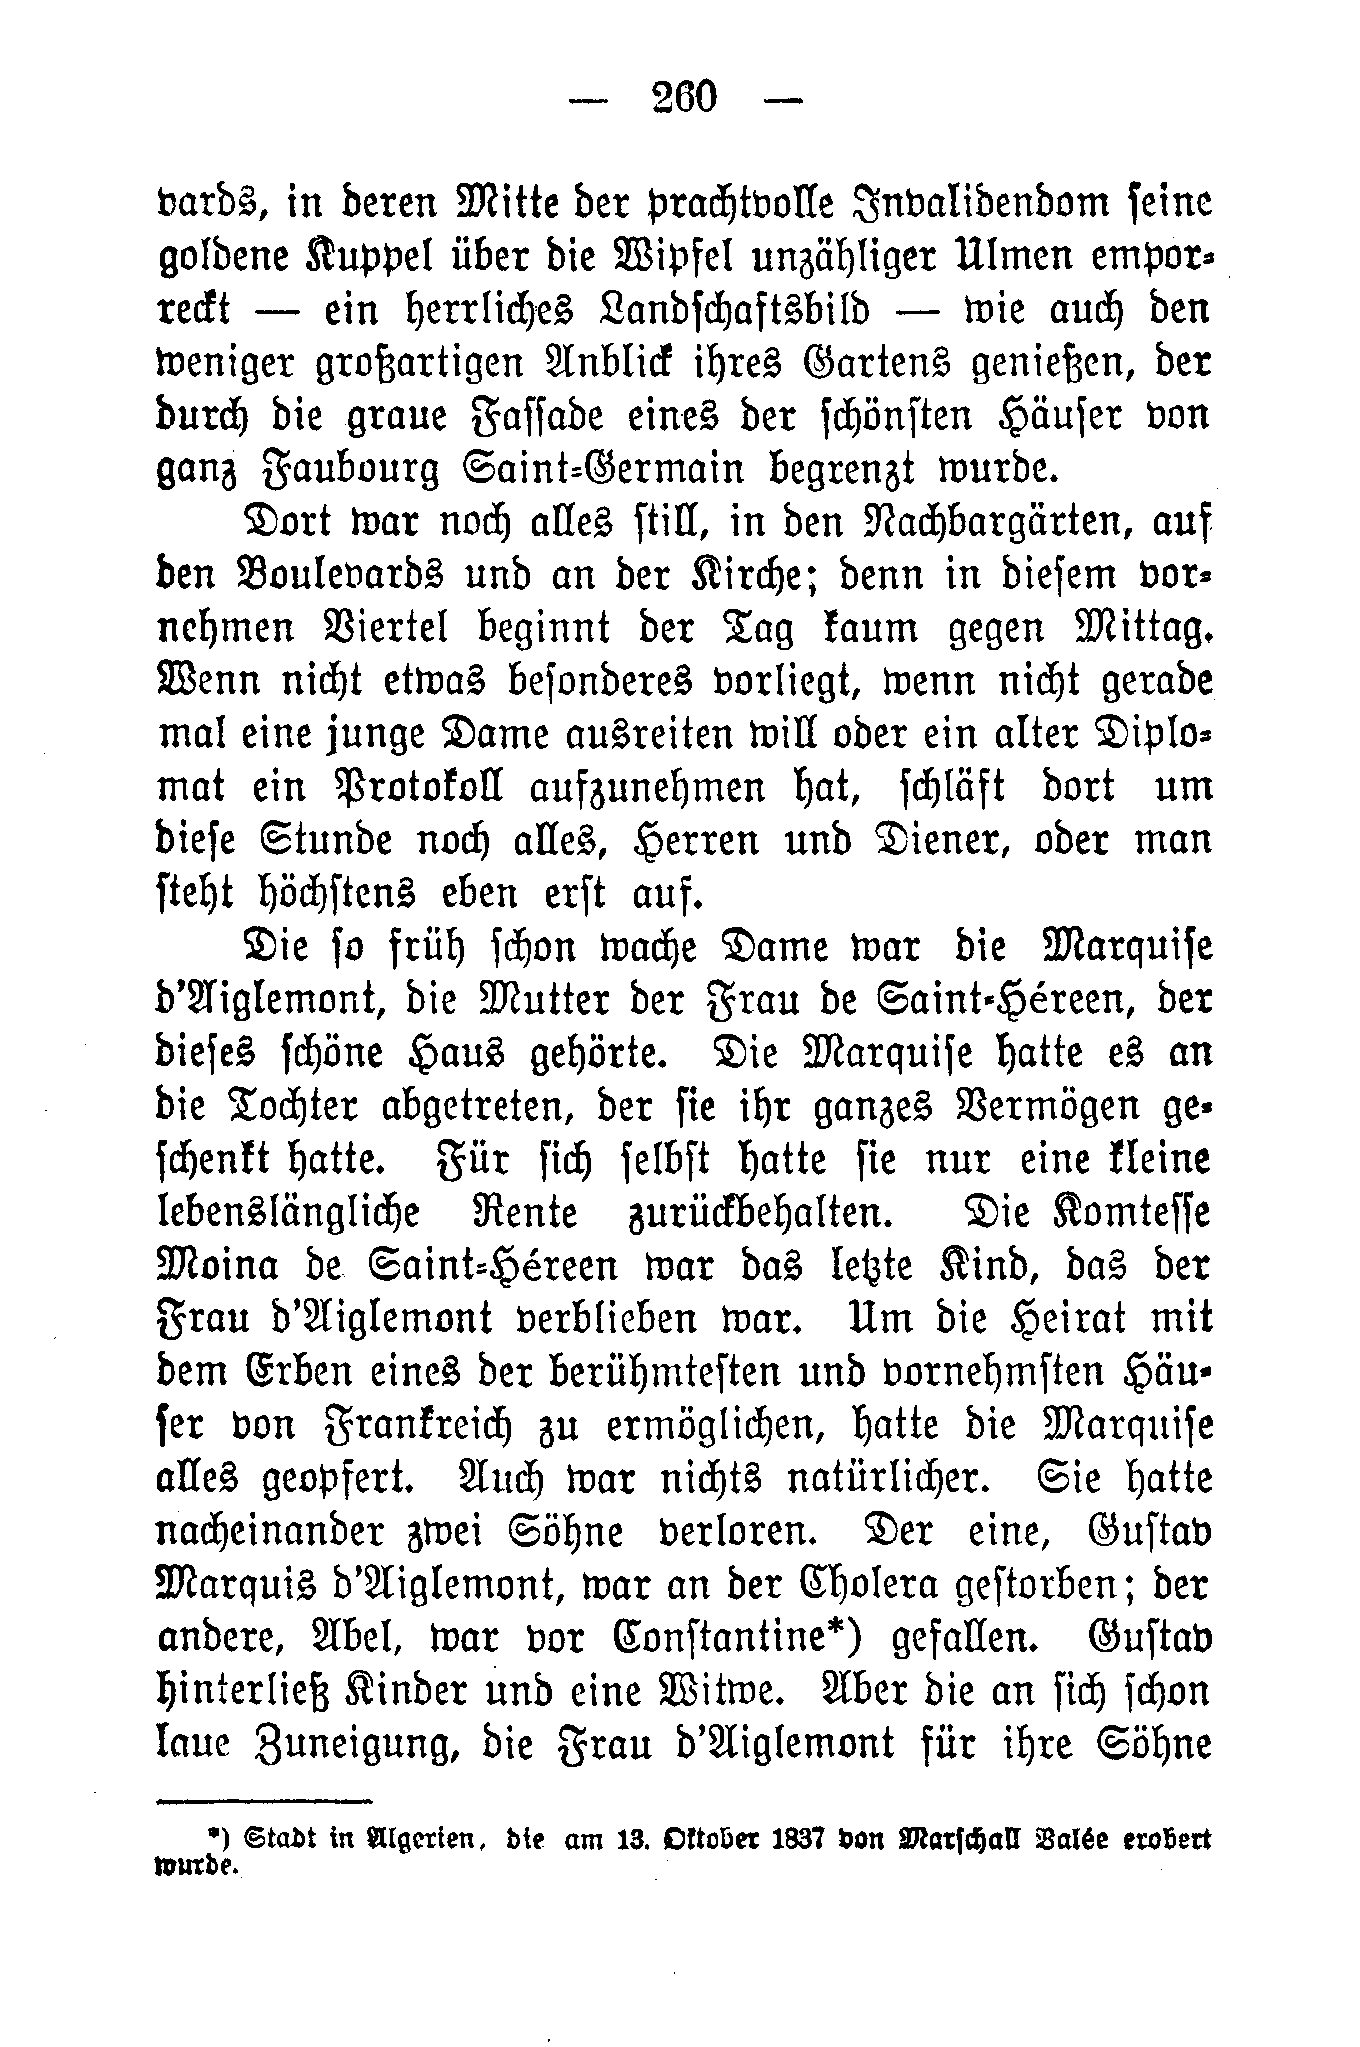 — 260 —
vards, in deren Mitte der prachtvolle Invalidendom seine
goldene Kuppel über die Wipfel unzähliger Ulmen empor-
reckt — ein herrliches Landschaftsbild — wie auch den
weniger großartigen Anblick ihres Gartens genießen, der
durch die graue Fassade eines der schönsten Häuser von
ganz Faubourg Saint-Germain begrenzt wurde.
Dort war noch alles still, in den Nachbargärten, auf
den Boulevards und an der Kirche; denn in diesem vor-
nehmen Viertel beginnt der Tag kaum gegen Mittag.
Wenn nicht etwas besonderes vorliegt, wenn nicht gerade
mal eine junge Dame ausreiten will oder ein alter Diplo-
mat ein Protokoll aufzunehmen hat, schläft dort um
diese Stunde noch alles, Herren und Diener, oder man
steht höchstens eben erst auf.
Die so früh schon wache Dame war die Marquise
d'Aiglemont, die Mutter der Frau de Saint-Héreen, der
dieses schöne Haus gehörte. Die Marquise hatte es an
die Tochter abgetreten, der sie ihr ganzes Vermögen ge-
schenkt hatte. Für sich selbst hatte sie nur eine kleine
lebenslängliche Rente zurückbehalten. Die Komtesse
Moina de Saint-Héreen war das letzte Kind, das der
Frau d'Aiglemont verblieben war. Um die Heirat mit
dem Erben eines der berühmtesten und vornehmsten Häu-
ser von Frankreich zu ermöglichen, hatte die Marquise
alles geopfert. Auch war nichts natürlicher. Sie hatte
nacheinander zwei Söhne verloren. Der eine, Gustav
Marquis d'Aiglemont, war an der Cholera gestorben; der
andere, Abel, war vor Constantine*) gefallen. Gustav
hinterließ Kinder und eine Witwe. Aber die an sich schon
laue Zuneigung, die Frau d'Aiglemont für ihre Söhne
*) Stadt in Algerien, die am 13. Oktober 1837 von Marschall Valée erobert
wurde.